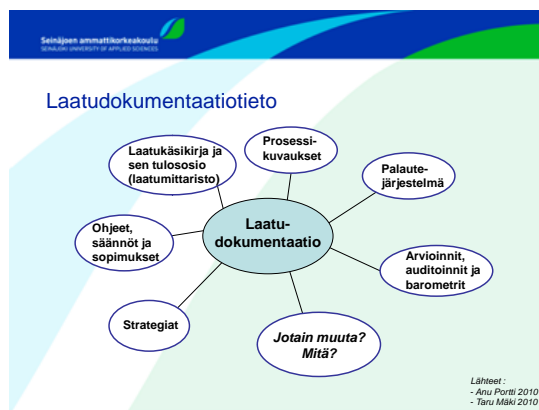 Seinäjoen ammattikorkeakoulu
SEINÄJOKI UNIVERSITY OF APPLIED SCIENCES
Laatudokumentaatiotieto
Laatukäsikirja ja
sen tulososio
(laatumittaristo)
Prosessi-
kuvaukset
Palaute-
järjestelmä
Ohjeet,
säännöt ja
sopimukset
Laatu-
dokumentaatio
Arvioinnit,
auditoinnit ja
barometrit
Strategiat
Jotain muuta?
Mitä?
Lähteet :
- Anu Portti 2010
- Taru Mäki 2010